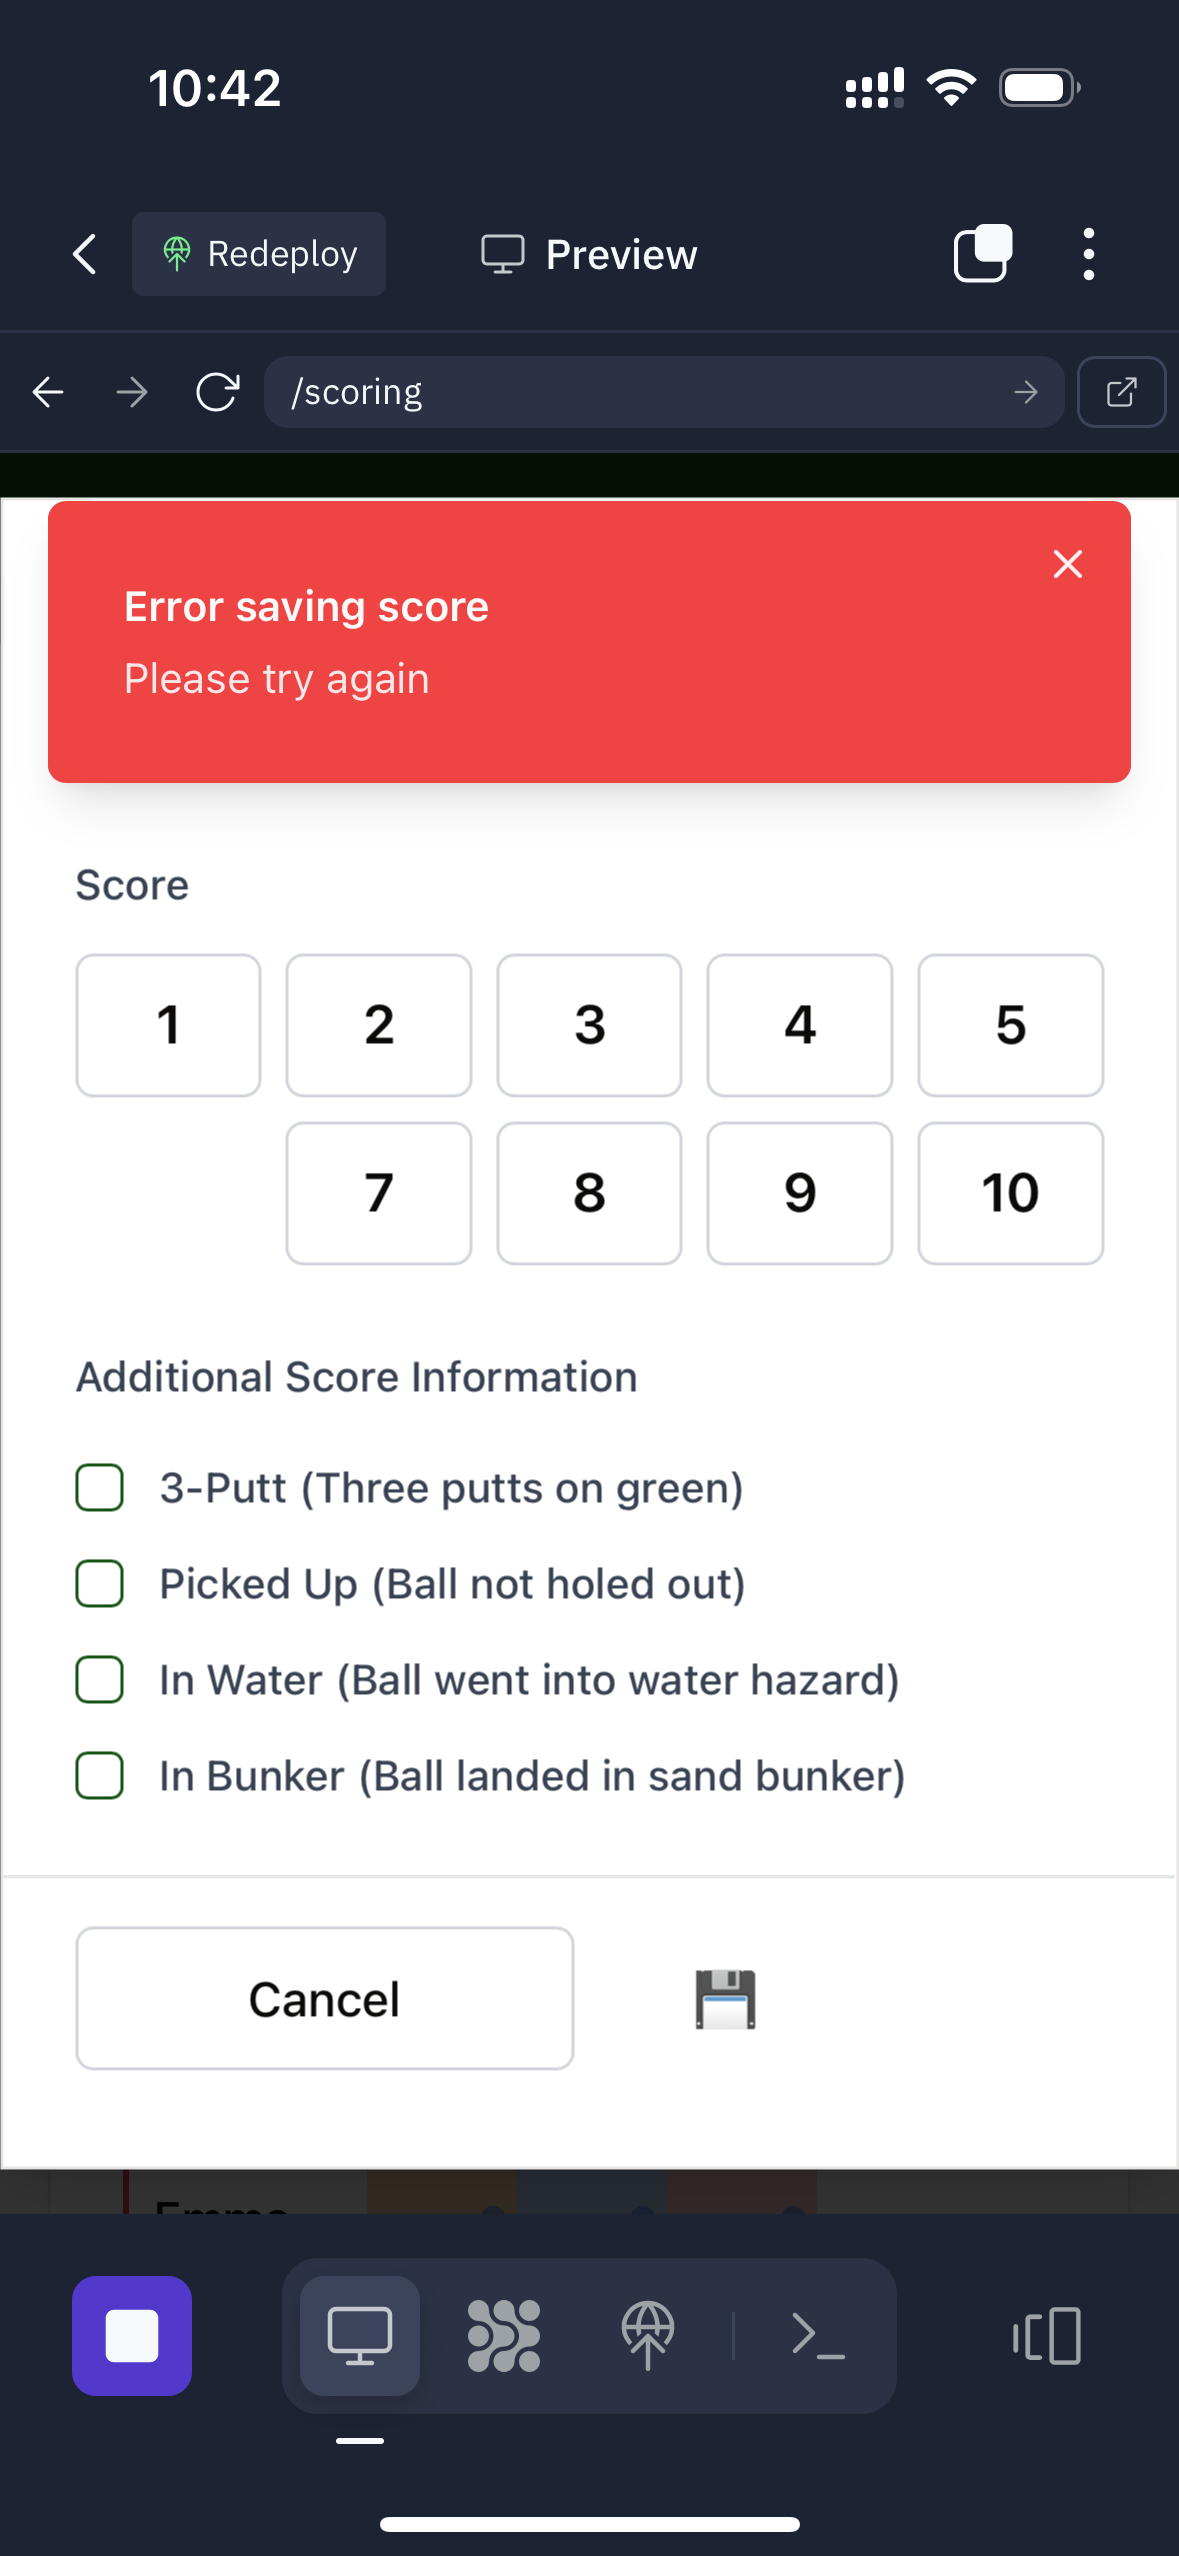 10:42
Redeploy
Preview
/scoring
Error saving score
Please try again
Score
1 2 3 4 5
7 8 9 10
Additional Score Information
3-Putt (Three putts on green)
Picked Up (Ball not holed out)
In Water (Ball went into water hazard)
In Bunker (Ball landed in sand bunker)
Cancel